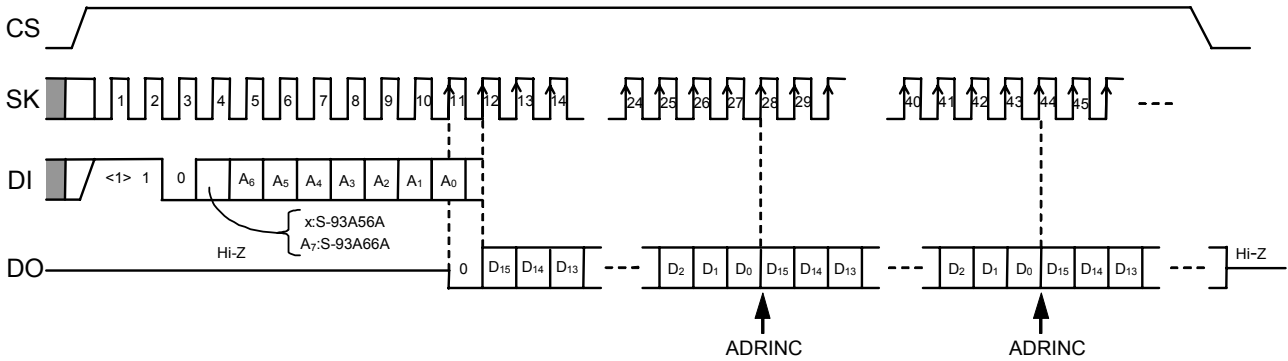 CS
SK 1 2 3 4 5 6 7 8 9 10 11 12 13 14 24 25 26 27 28 29 40 41 42 43 44 45
DI <1> 1 0 A6 A5 A4 A3 A2 A1 A0
x:S-93A56A
A7:S-93A66A
Hi-Z
DO 0 D15 D14 D13 D2 D1 D0 D15 D14 D13 D2 D1 D0 D15 D14 D13 Hi-Z
ADRINC ADRINC